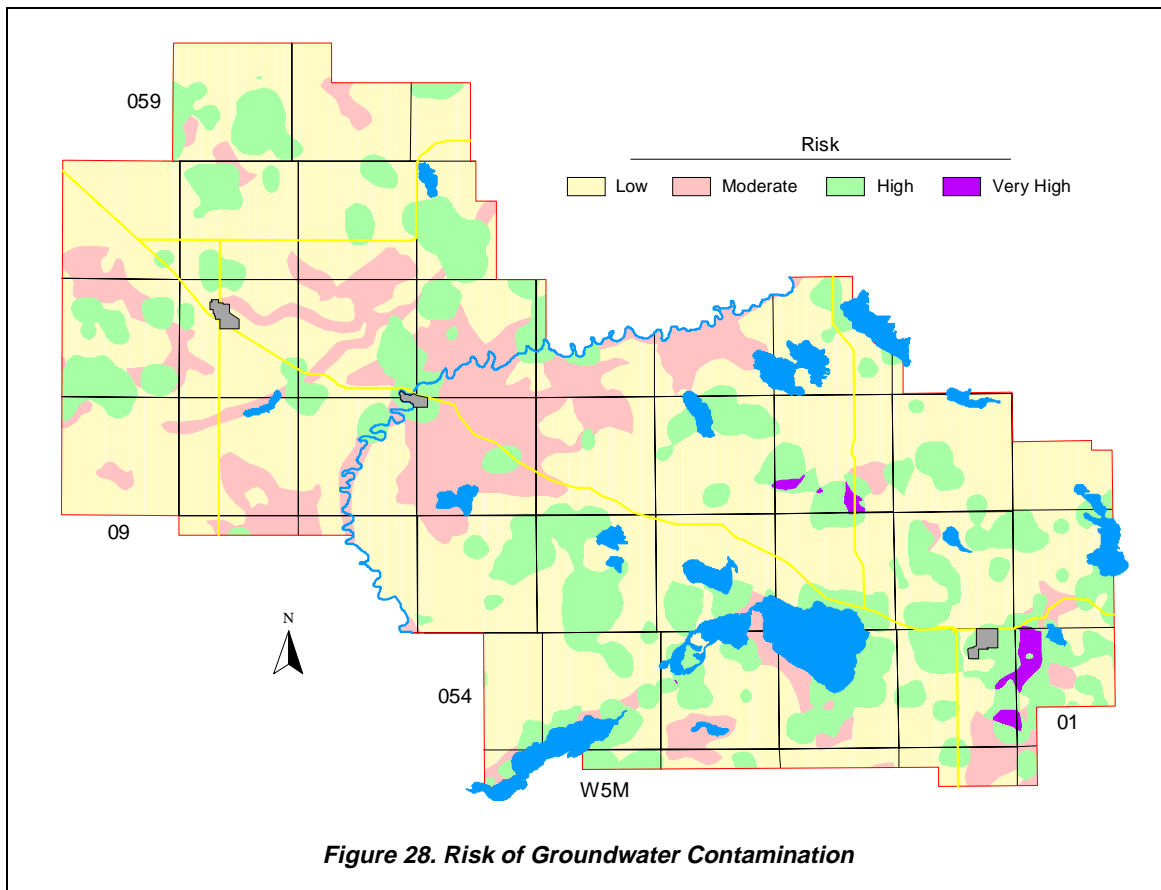 059
Risk
Low Moderate High Very High
09
N
054
01
W5M
Figure 28. Risk of Groundwater Contamination